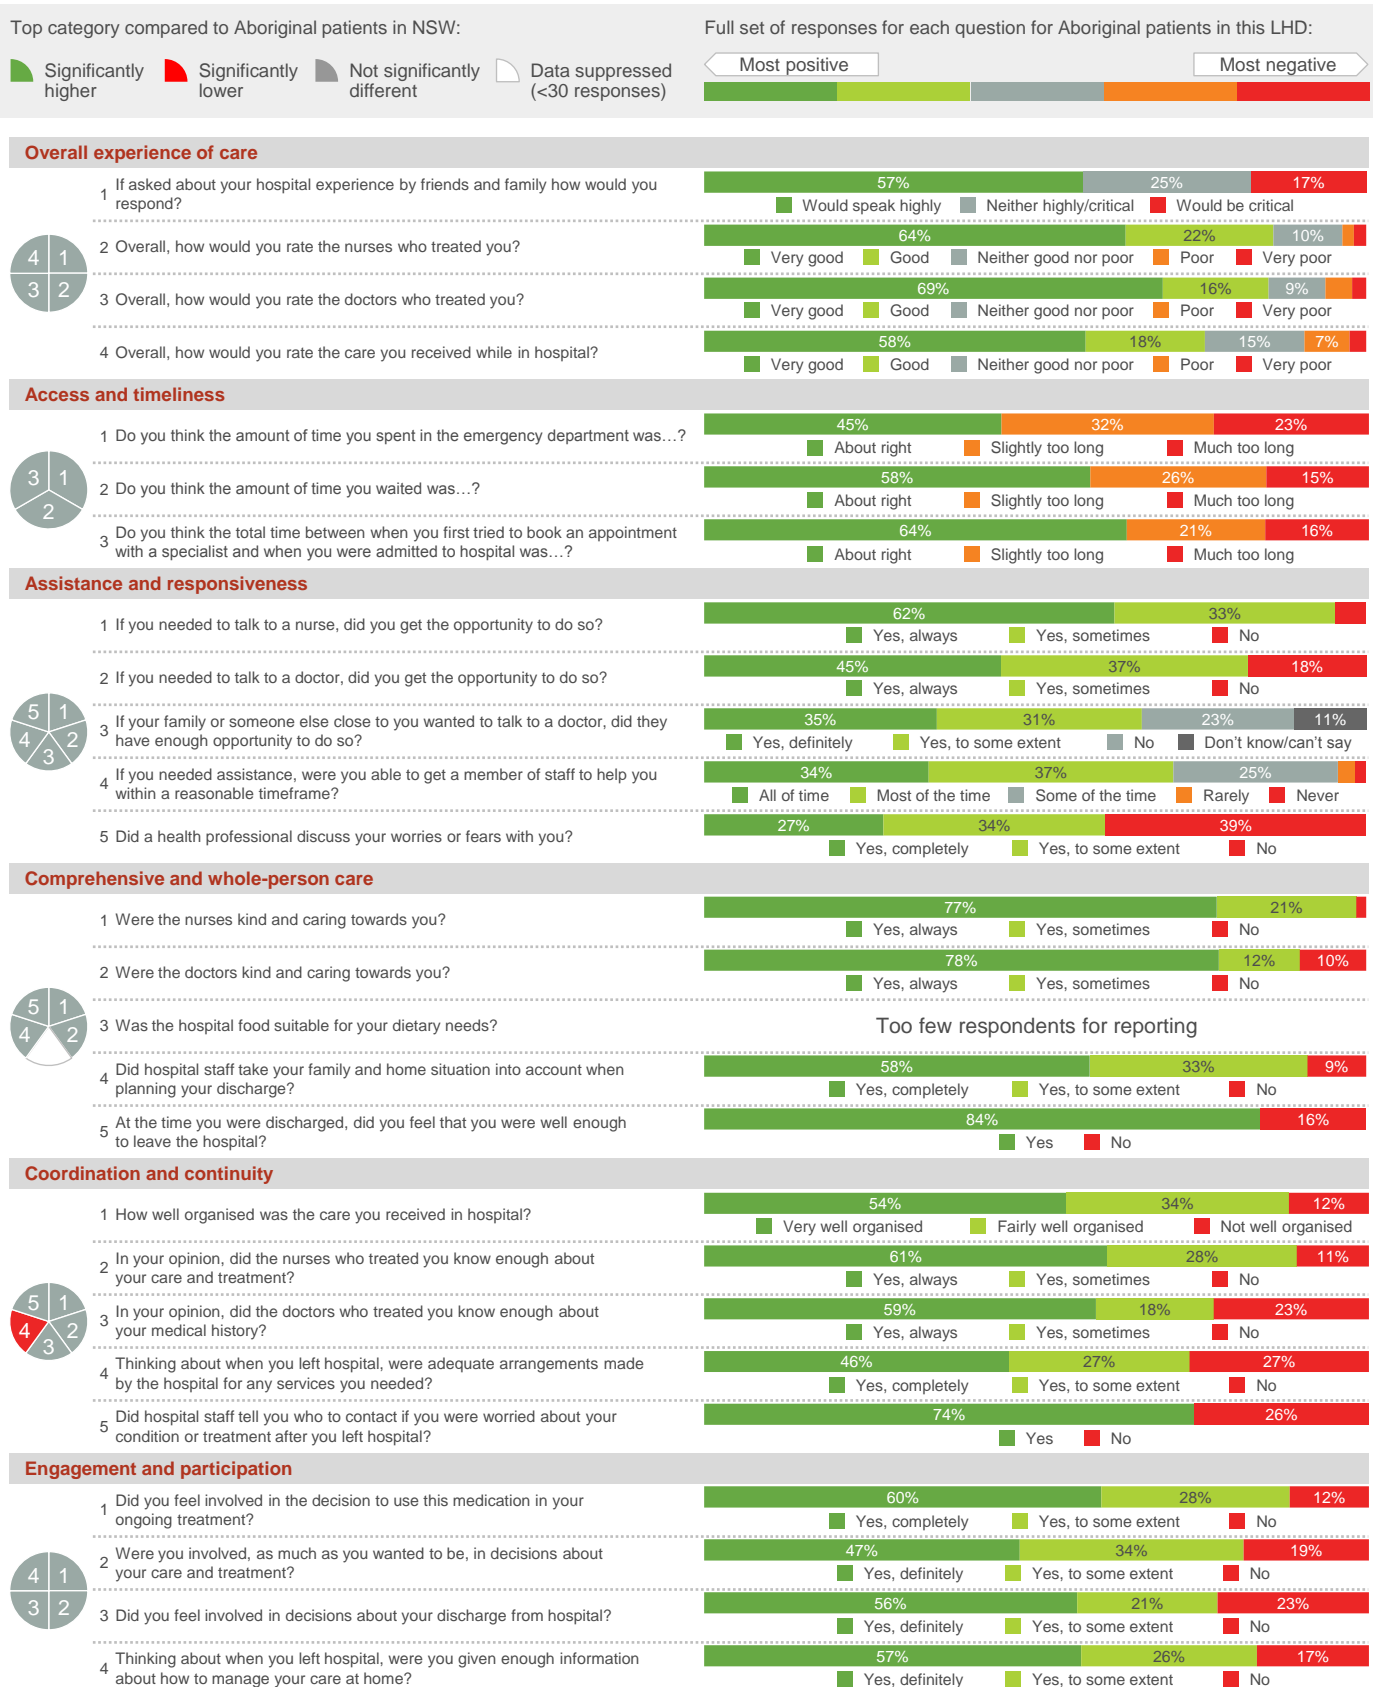 Top category compared to Aboriginal patients in NSW:
Significantly higher
Significantly lower
Not significantly different
Data suppressed (<30 responses)
Full set of responses for each question for Aboriginal patients in this LHD:
Most positive
Most negative
Overall experience of care
4 1
3 2
1 If asked about your hospital experience by friends and family how would you
respond?
57% 25% 17%
Would speak highly Neither highly/critical Would be critical
2 Overall, how would you rate the nurses who treated you?
64% 22% 10%
Very good Good Neither good nor poor Poor Very poor
3 Overall, how would you rate the doctors who treated you?
69% 16% 9%
Very good Good Neither good nor poor Poor Very poor
4 Overall, how would you rate the care you received while in hospital?
58% 18% 15% 7%
Very good Good Neither good nor poor Poor Very poor
Access and timeliness
3 1
2
1 Do you think the amount of time you spent in the emergency department was…?
45% 32% 23%
About right Slightly too long Much too long
2 Do you think the amount of time you waited was…?
58% 26% 15%
About right Slightly too long Much too long
3 Do you think the total time between when you first tried to book an appointment
with a specialist and when you were admitted to hospital was…?
64% 21% 16%
About right Slightly too long Much too long
Assistance and responsiveness
5 1
4 2
3
1 If you needed to talk to a nurse, did you get the opportunity to do so?
62% 33%
Yes, always Yes, sometimes No
2 If you needed to talk to a doctor, did you get the opportunity to do so?
45% 37% 18%
Yes, always Yes, sometimes No
3 If your family or someone else close to you wanted to talk to a doctor, did they
have enough opportunity to do so?
35% 31% 23% 11%
Yes, definitely Yes, to some extent No Don't know/can't say
4 If you needed assistance, were you able to get a member of staff to help you
within a reasonable timeframe?
34% 37% 25%
All of time Most of the time Some of the time Rarely Never
5 Did a health professional discuss your worries or fears with you?
27% 34% 39%
Yes, completely Yes, to some extent No
Comprehensive and whole-person care
5 1
4 2
1 Were the nurses kind and caring towards you?
77% 21%
Yes, always Yes, sometimes No
2 Were the doctors kind and caring towards you?
78% 12% 10%
Yes, always Yes, sometimes No
3 Was the hospital food suitable for your dietary needs?
Too few respondents for reporting
4 Did hospital staff take your family and home situation into account when
planning your discharge?
58% 33% 9%
Yes, completely Yes, to some extent No
5 At the time you were discharged, did you feel that you were well enough
to leave the hospital?
84% 16%
Yes No
Coordination and continuity
5 1
4 2
3
1 How well organised was the care you received in hospital?
54% 34% 12%
Very well organised Fairly well organised Not well organised
2 In your opinion, did the nurses who treated you know enough about
your care and treatment?
61% 28% 11%
Yes, always Yes, sometimes No
3 In your opinion, did the doctors who treated you know enough about
your medical history?
59% 18% 23%
Yes, always Yes, sometimes No
4 Thinking about when you left hospital, were adequate arrangements made
by the hospital for any services you needed?
46% 27% 27%
Yes, completely Yes, to some extent No
5 Did hospital staff tell you who to contact if you were worried about your
condition or treatment after you left hospital?
74% 26%
Yes No
Engagement and participation
4 1
3 2
1 Did you feel involved in the decision to use this medication in your
ongoing treatment?
60% 28% 12%
Yes, completely Yes, to some extent No
2 Were you involved, as much as you wanted to be, in decisions about
your care and treatment?
47% 34% 19%
Yes, definitely Yes, to some extent No
3 Did you feel involved in decisions about your discharge from hospital?
56% 21% 23%
Yes, definitely Yes, to some extent No
4 Thinking about when you left hospital, were you given enough information
about how to manage your care at home?
57% 26% 17%
Yes, definitely Yes, to some extent No